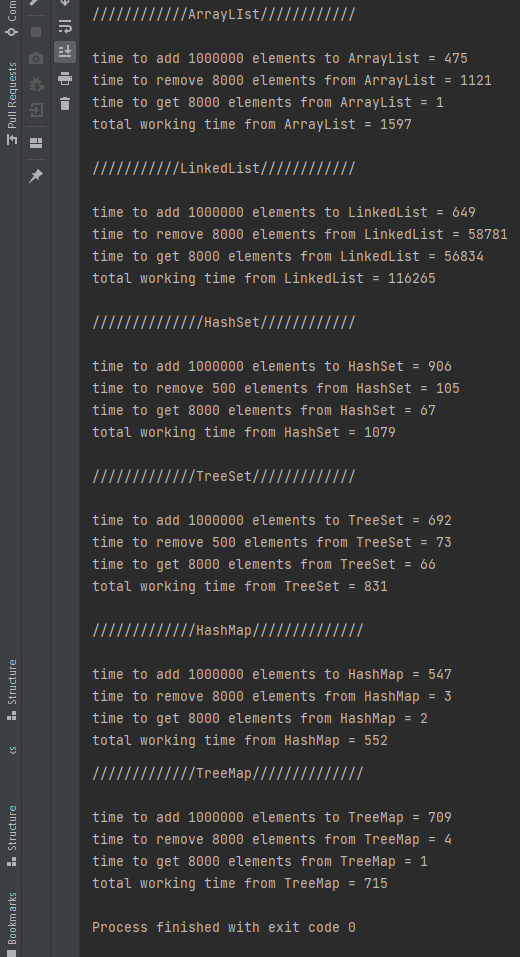 ////////////ArrayLIst////////////
time to add 1000000 elements to ArrayList = 475
time to remove 8000 elements from ArrayList = 1121
time to get 8000 elements from ArrayList = 1
total working time from ArrayList = 1597
///////////LinkedList////////////
time to add 1000000 elements to LinkedList = 649
time to remove 8000 elements from LinkedList = 58781
time to get 8000 elements from LinkedList = 56834
total working time from LinkedList = 116265
//////////////HashSet////////////
time to add 1000000 elements to HashSet = 906
time to remove 500 elements from HashSet = 105
time to get 8000 elements from HashSet = 67
total working time from HashSet = 1079
/////////////TreeSet/////////////
time to add 1000000 elements to TreeSet = 692
time to remove 500 elements from TreeSet = 73
time to get 8000 elements from TreeSet = 66
total working time from TreeSet = 831
/////////////HashMap//////////////
time to add 1000000 elements to HashMap = 547
time to remove 8000 elements from HashMap = 3
time to get 8000 elements from HashMap = 2
total working time from HashMap = 552
/////////////TreeMap//////////////
time to add 1000000 elements to TreeMap = 709
time to remove 8000 elements from TreeMap = 4
time to get 8000 elements from TreeMap = 1
total working time from TreeMap = 715
Process finished with exit code 0
Com
Pull Requests
Structure
cs
Structure
Bookmarks